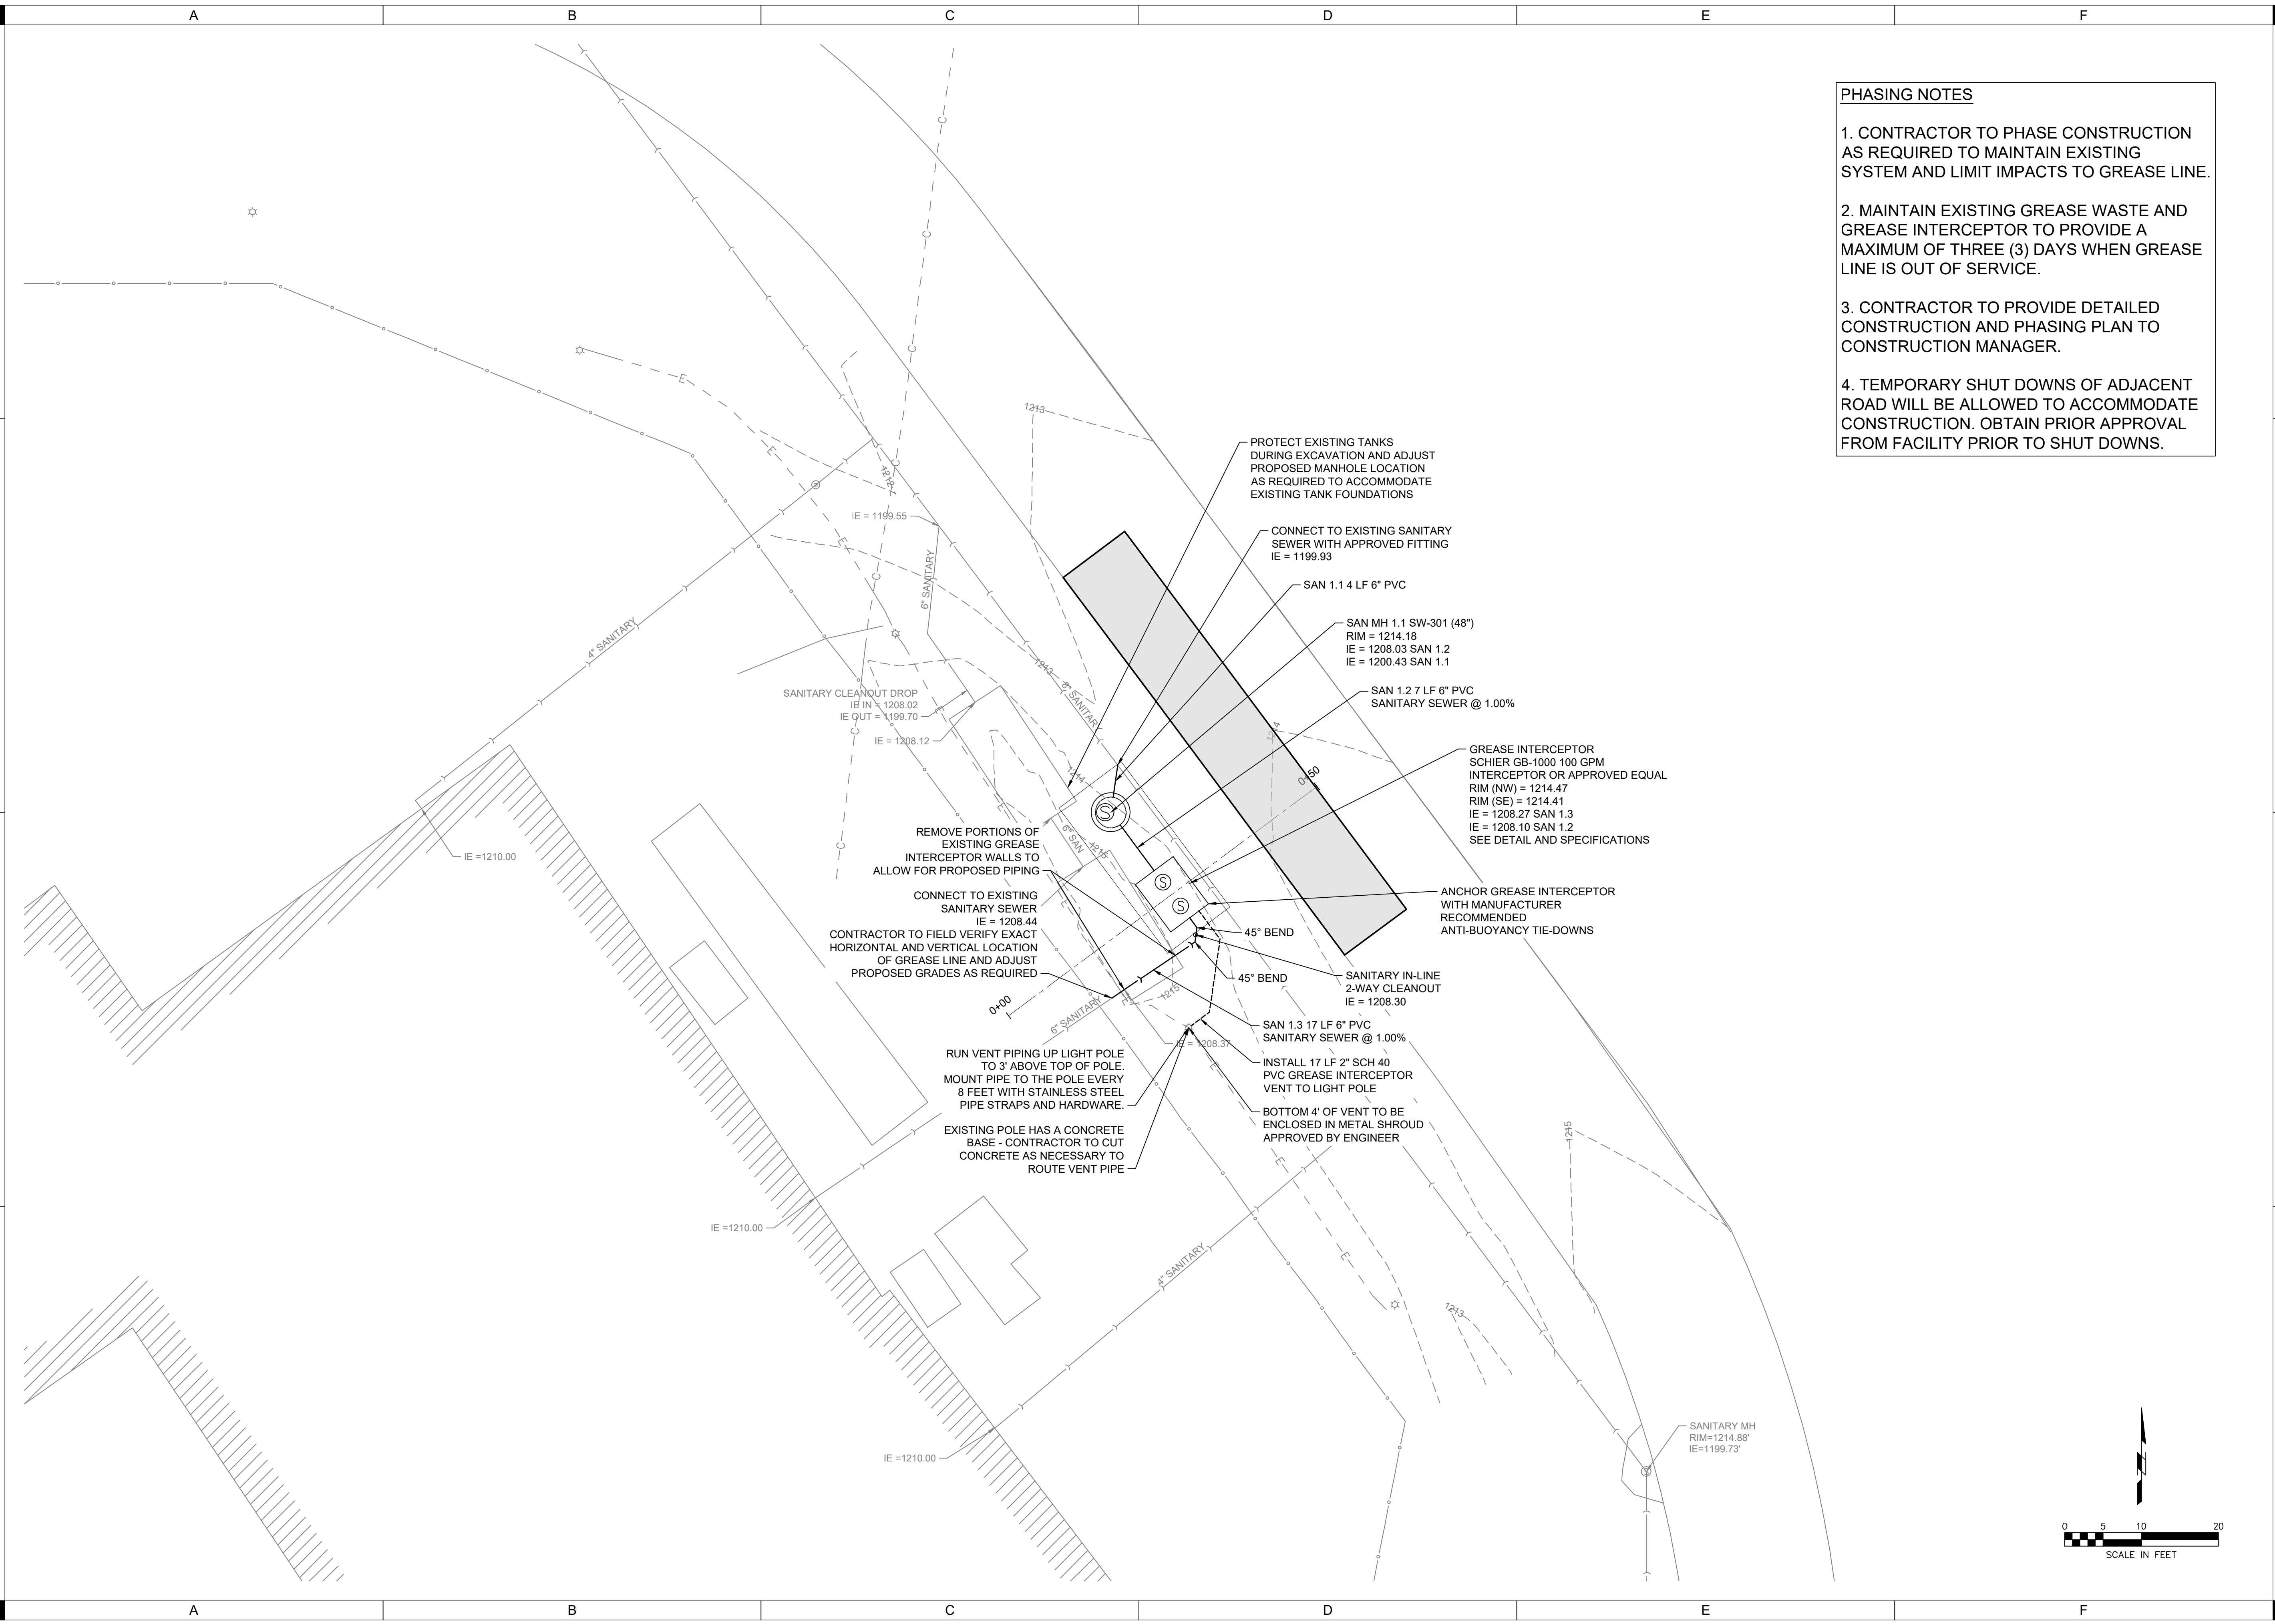 A
B
C
D
E
F
PHASING NOTES
1. CONTRACTOR TO PHASE CONSTRUCTION
AS REQUIRED TO MAINTAIN EXISTING
SYSTEM AND LIMIT IMPACTS TO GREASE LINE.
2. MAINTAIN EXISTING GREASE WASTE AND
GREASE INTERCEPTOR TO PROVIDE A
MAXIMUM OF THREE (3) DAYS WHEN GREASE
LINE IS OUT OF SERVICE.
3. CONTRACTOR TO PROVIDE DETAILED
CONSTRUCTION AND PHASING PLAN TO
CONSTRUCTION MANAGER.
4. TEMPORARY SHUT DOWNS OF ADJACENT
ROAD WILL BE ALLOWED TO ACCOMMODATE
CONSTRUCTION. OBTAIN PRIOR APPROVAL
FROM FACILITY PRIOR TO SHUT DOWNS.
C
C
C
E
1213
PROTECT EXISTING TANKS
DURING EXCAVATION AND ADJUST
PROPOSED MANHOLE LOCATION
AS REQUIRED TO ACCOMMODATE
EXISTING TANK FOUNDATIONS
E
C
1212
IE = 1199.55
CONNECT TO EXISTING SANITARY
SEWER WITH APPROVED FITTING
IE = 1199.93
E
C
6" SANITARY
SAN 1.1 4 LF 6" PVC
4" SANITARY
SAN MH 1.1 SW-301 (48")
RIM = 1214.18
IE = 1208.03 SAN 1.2
IE = 1200.43 SAN 1.1
1213
8" SANITARY
SANITARY CLEANOUT DROP
IE IN = 1208.02
IE OUT = 1199.70
SAN 1.2 7 LF 6" PVC
SANITARY SEWER @ 1.00%
E
C
IE = 1208.12
1214
1214
0+50
GREASE INTERCEPTOR
SCHIER GB-1000 100 GPM
INTERCEPTOR OR APPROVED EQUAL
RIM (NW) = 1214.47
RIM (SE) = 1214.41
IE = 1208.27 SAN 1.3
IE = 1208.10 SAN 1.2
SEE DETAIL AND SPECIFICATIONS
E
S
6" SAN
1215
C
IE =1210.00
REMOVE PORTIONS OF
EXISTING GREASE
INTERCEPTOR WALLS TO
ALLOW FOR PROPOSED PIPING
S
S
ANCHOR GREASE INTERCEPTOR
WITH MANUFACTURER
RECOMMENDED
ANTI-BUOYANCY TIE-DOWNS
CONNECT TO EXISTING
SANITARY SEWER
IE = 1208.44
CONTRACTOR TO FIELD VERIFY EXACT
HORIZONTAL AND VERTICAL LOCATION
OF GREASE LINE AND ADJUST
PROPOSED GRADES AS REQUIRED
E
45° BEND
45° BEND
SANITARY IN-LINE
2-WAY CLEANOUT
IE = 1208.30
0+00
6" SANITARY
E
1215
SAN 1.3 17 LF 6" PVC
SANITARY SEWER @ 1.00%
IE = 1208.37
RUN VENT PIPING UP LIGHT POLE
TO 3' ABOVE TOP OF POLE.
MOUNT PIPE TO THE POLE EVERY
8 FEET WITH STAINLESS STEEL
PIPE STRAPS AND HARDWARE.
E
INSTALL 17 LF 2" SCH 40
PVC GREASE INTERCEPTOR
VENT TO LIGHT POLE
BOTTOM 4' OF VENT TO BE
ENCLOSED IN METAL SHROUD
APPROVED BY ENGINEER
EXISTING POLE HAS A CONCRETE
BASE - CONTRACTOR TO CUT
CONCRETE AS NECESSARY TO
ROUTE VENT PIPE
E
1215
IE =1210.00
4" SANITARY
E
1213
IE =1210.00
SANITARY MH
RIM=1214.88'
IE=1199.73'
S
N
0 5 10 20
SCALE IN FEET
A
B
C
D
E
F